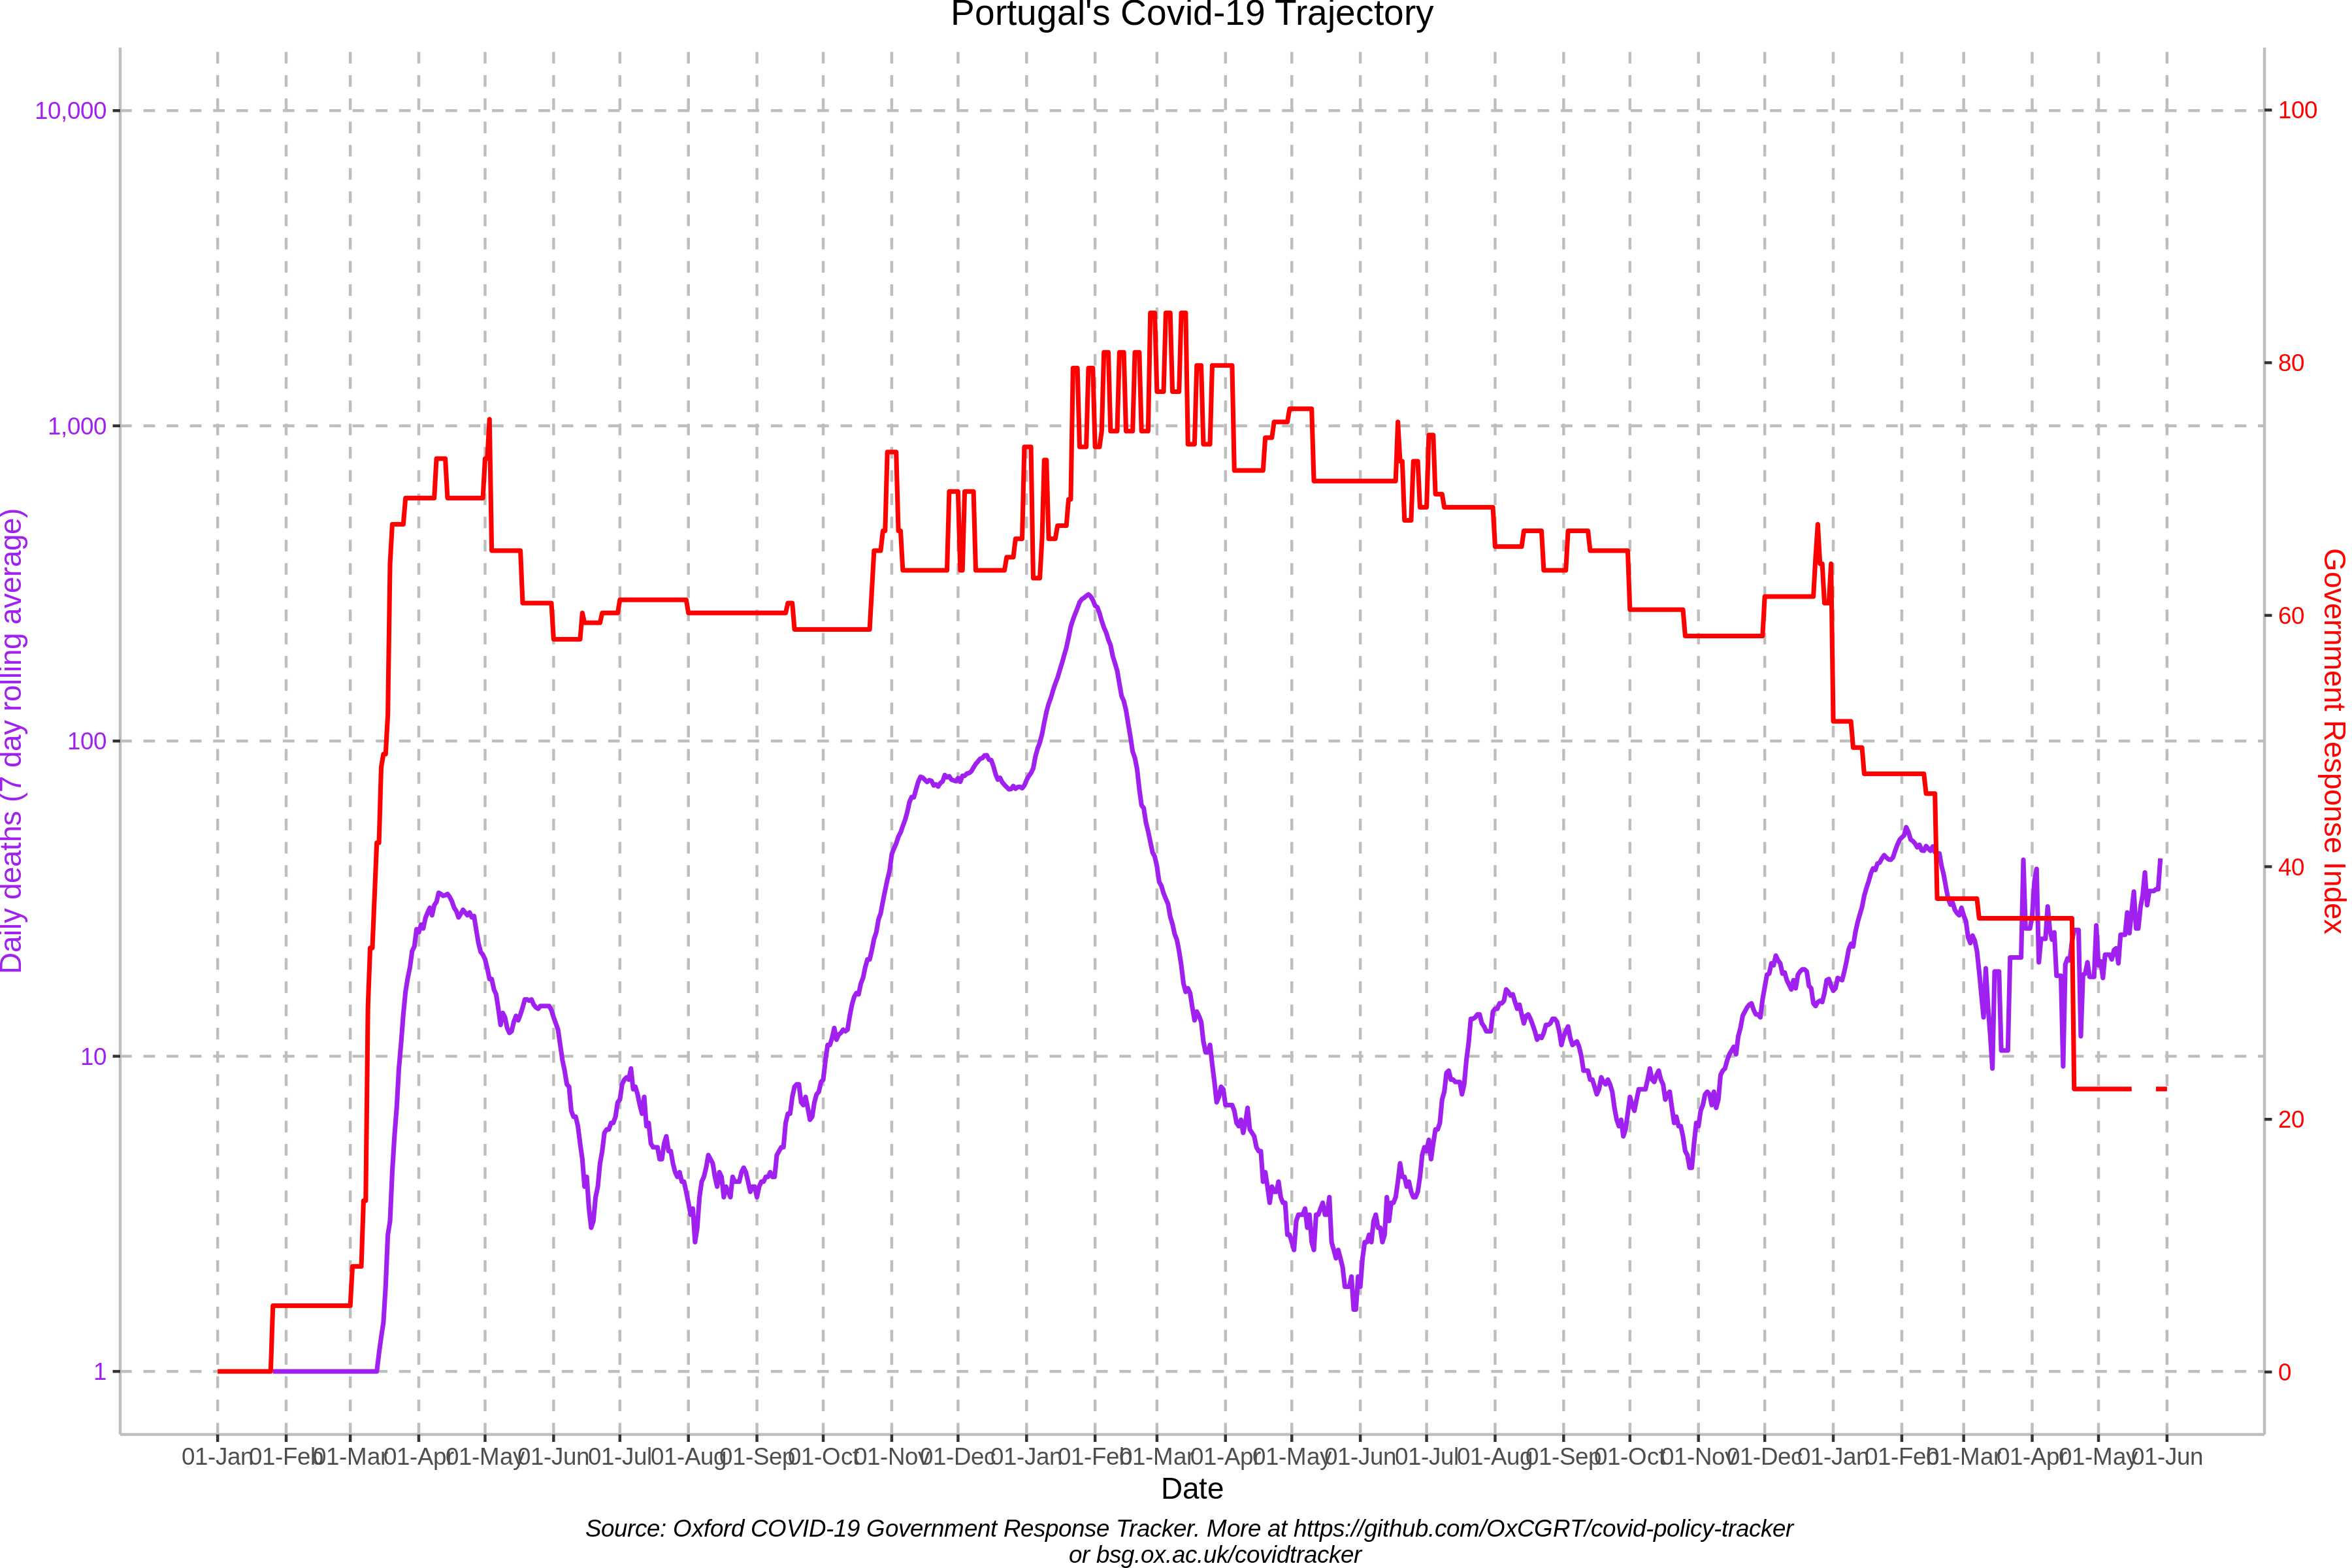 Portugal's Covid-19 Trajectory
10,000
1,000
100
10
1
Daily deaths (7 day rolling average)
100
80
60
40
20
0
Government Response Index
01-Jan 01-Feb 01-Mar 01-Apr 01-May 01-Jun 01-Jul 01-Aug 01-Sep 01-Oct 01-Nov 01-Dec 01-Jan 01-Feb 01-Mar 01-Apr 01-May 01-Jun 01-Jul 01-Aug 01-Sep 01-Oct 01-Nov 01-Dec 01-Jan 01-Feb 01-Mar 01-Apr 01-May 01-Jun
Date
Source: Oxford COVID-19 Government Response Tracker. More at https://github.com/OxCGRT/covid-policy-tracker
or bsg.ox.ac.uk/covidtracker